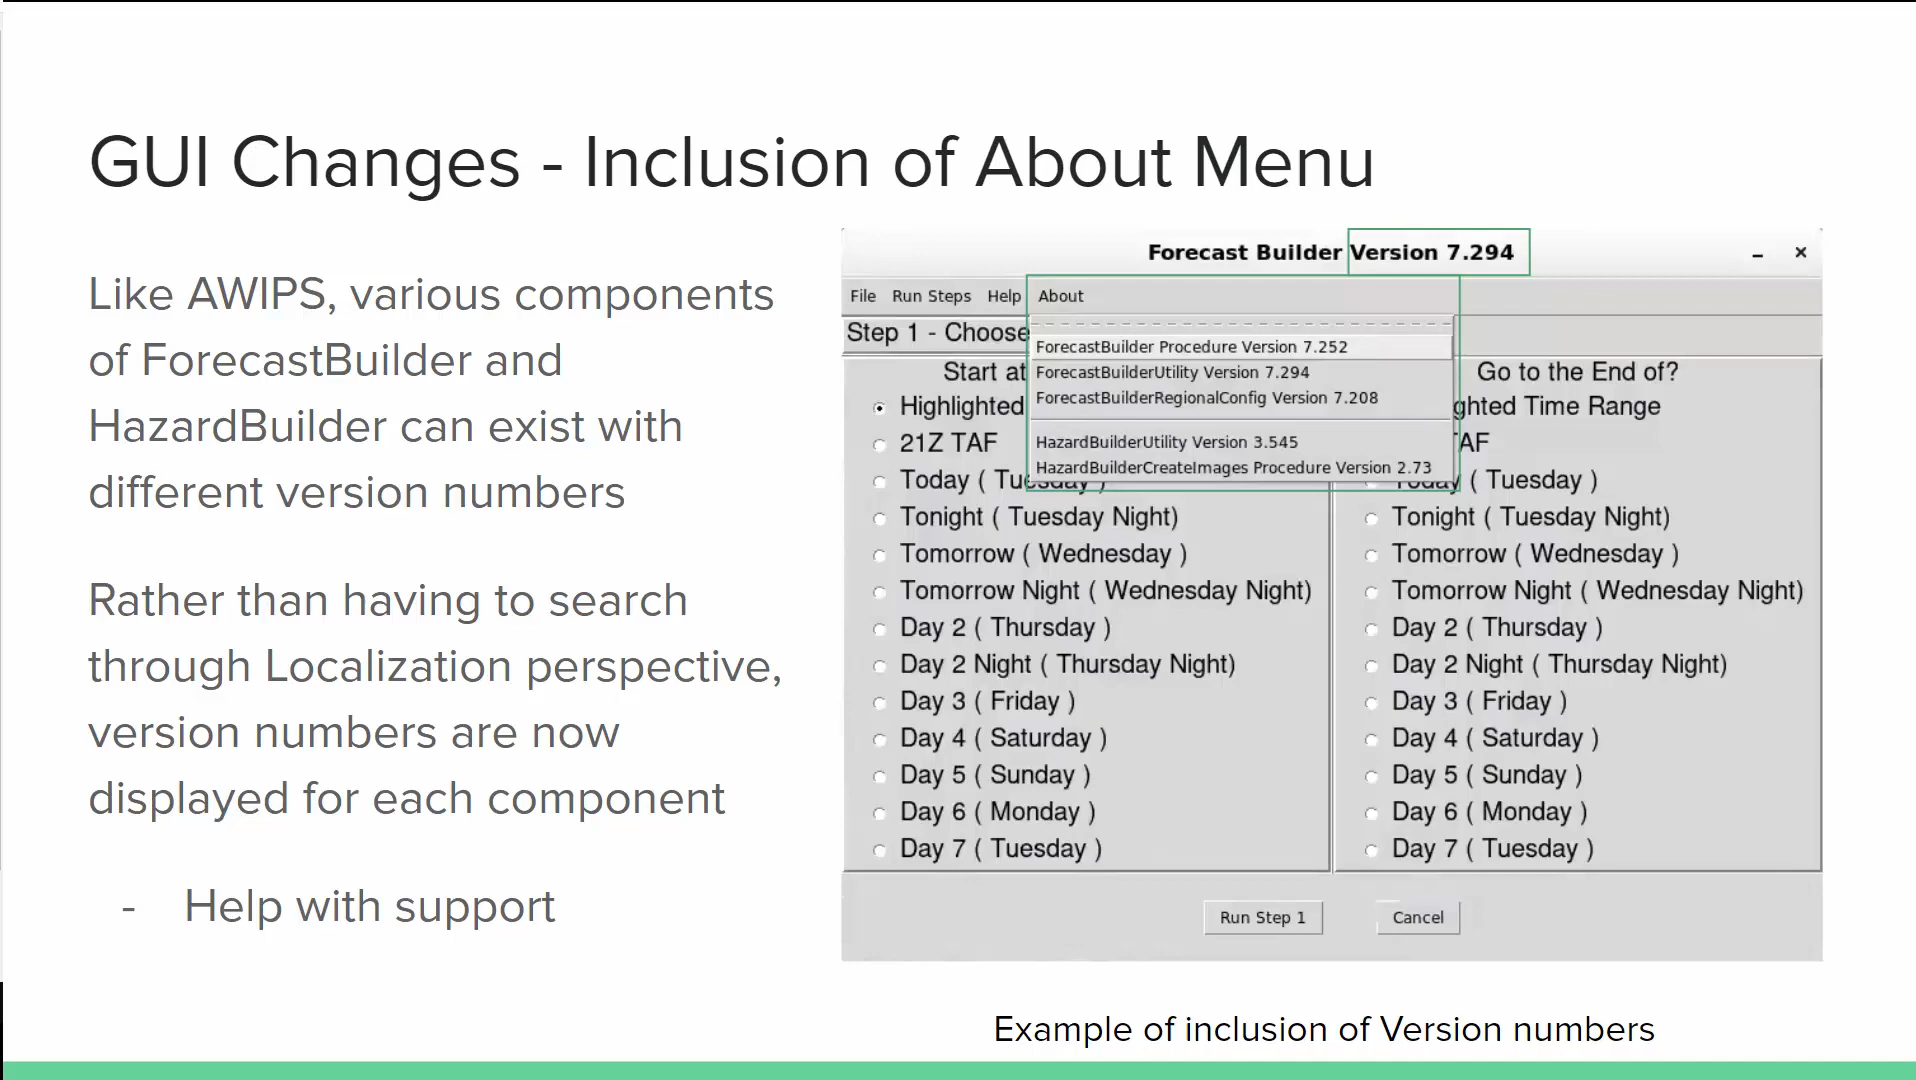 GUI Changes - Inclusion of About Menu
Like AWIPS, various components
of ForecastBuilder and
HazardBuilder can exist with
different version numbers
Rather than having to search
through Localization perspective,
version numbers are now
displayed for each component
- Help with support
Forecast Builder Version 7.294
File Run Steps Help About
Step 1 - Choose
ForecastBuilder Procedure Version 7.252
ForecastBuilderUtility Version 7.294
ForecastBuilderRegionalConfig Version 7.208
HazardBuilderUtility Version 3.545
HazardBuilderCreateImages Procedure Version 2.73
Start at
Highlighted
21Z TAF
Today ( Tuesday )
Tonight ( Tuesday Night)
Tomorrow ( Wednesday )
Tomorrow Night ( Wednesday Night)
Day 2 ( Thursday )
Day 2 Night ( Thursday Night)
Day 3 ( Friday )
Day 4 ( Saturday )
Day 5 ( Sunday )
Day 6 ( Monday )
Day 7 ( Tuesday )
Go to the End of?
ghted Time Range
AF
Today ( Tuesday )
Tonight ( Tuesday Night)
Tomorrow ( Wednesday )
Tomorrow Night ( Wednesday Night)
Day 2 ( Thursday )
Day 2 Night ( Thursday Night)
Day 3 ( Friday )
Day 4 ( Saturday )
Day 5 ( Sunday )
Day 6 ( Monday )
Day 7 ( Tuesday )
Run Step 1 Cancel
Example of inclusion of Version numbers